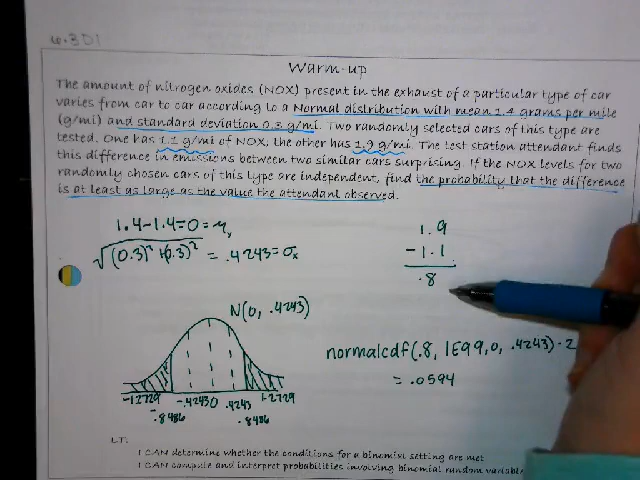 6.301
Warm-up
The amount of nitrogen oxides (NOX) present in the exhaust of a particular type of car
varies from car to car according to a Normal distribution with mean 1.4 grams per mile
(g/mi) and standard deviation 0.3 g/mi. Two randomly selected cars of this type are
tested. One has 1.1 g/mi of NOX, the other has 1.9 g/mi. The test station attendant finds
this difference in emissions between two similar cars surprising. If the NOX levels for two
randomly chosen cars of this type are independent, find the probability that the difference
is at least as large as the value the attendant observed.
1.4-1.4=0=μx
√(0.3)²+(0.3)² = .4243=σx
1.9
-1.1
.8
N(0, .4243)
normalcdf(.8, 1E99, 0, .4243)·2
= .0594
-1.2729 -.4243 0 .4243 1.2729
-.8486 .8486
LT:
I CAN determine whether the conditions for a binomial setting are met
I CAN compute and interpret probabilities involving binomial random